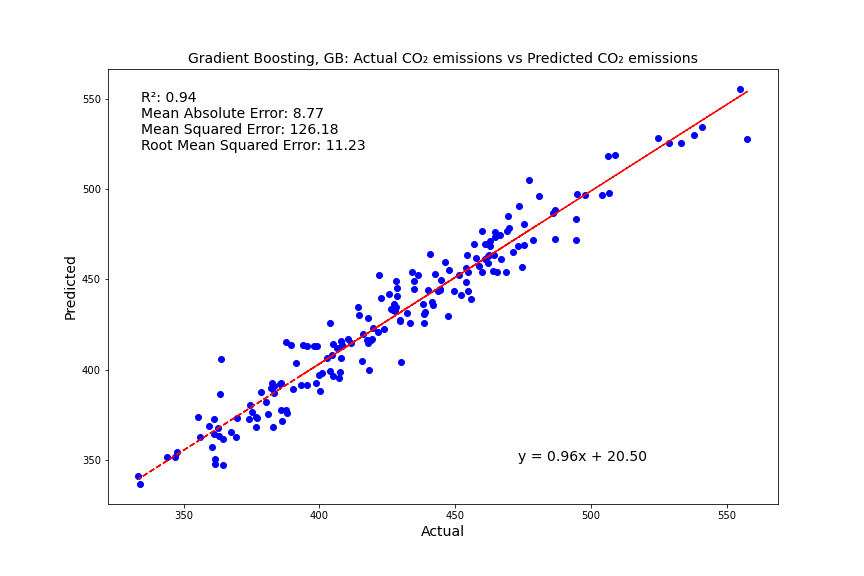 Gradient Boosting, GB: Actual CO₂ emissions vs Predicted CO₂ emissions
R²: 0.94
Mean Absolute Error: 8.77
Mean Squared Error: 126.18
Root Mean Squared Error: 11.23
550
500
450
400
350
Predicted
y = 0.96x + 20.50
350 400 450 500 550
Actual